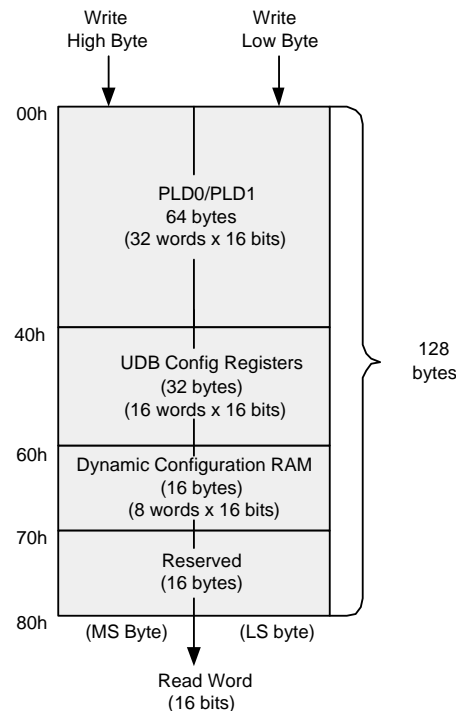 Write
High Byte
Write
Low Byte
00h
PLD0/PLD1
64 bytes
(32 words x 16 bits)
40h
UDB Config Registers
(32 bytes)
(16 words x 16 bits)
128
bytes
60h
Dynamic Configuration RAM
(16 bytes)
(8 words x 16 bits)
70h
Reserved
(16 bytes)
80h
(MS Byte)
(LS byte)
Read Word
(16 bits)